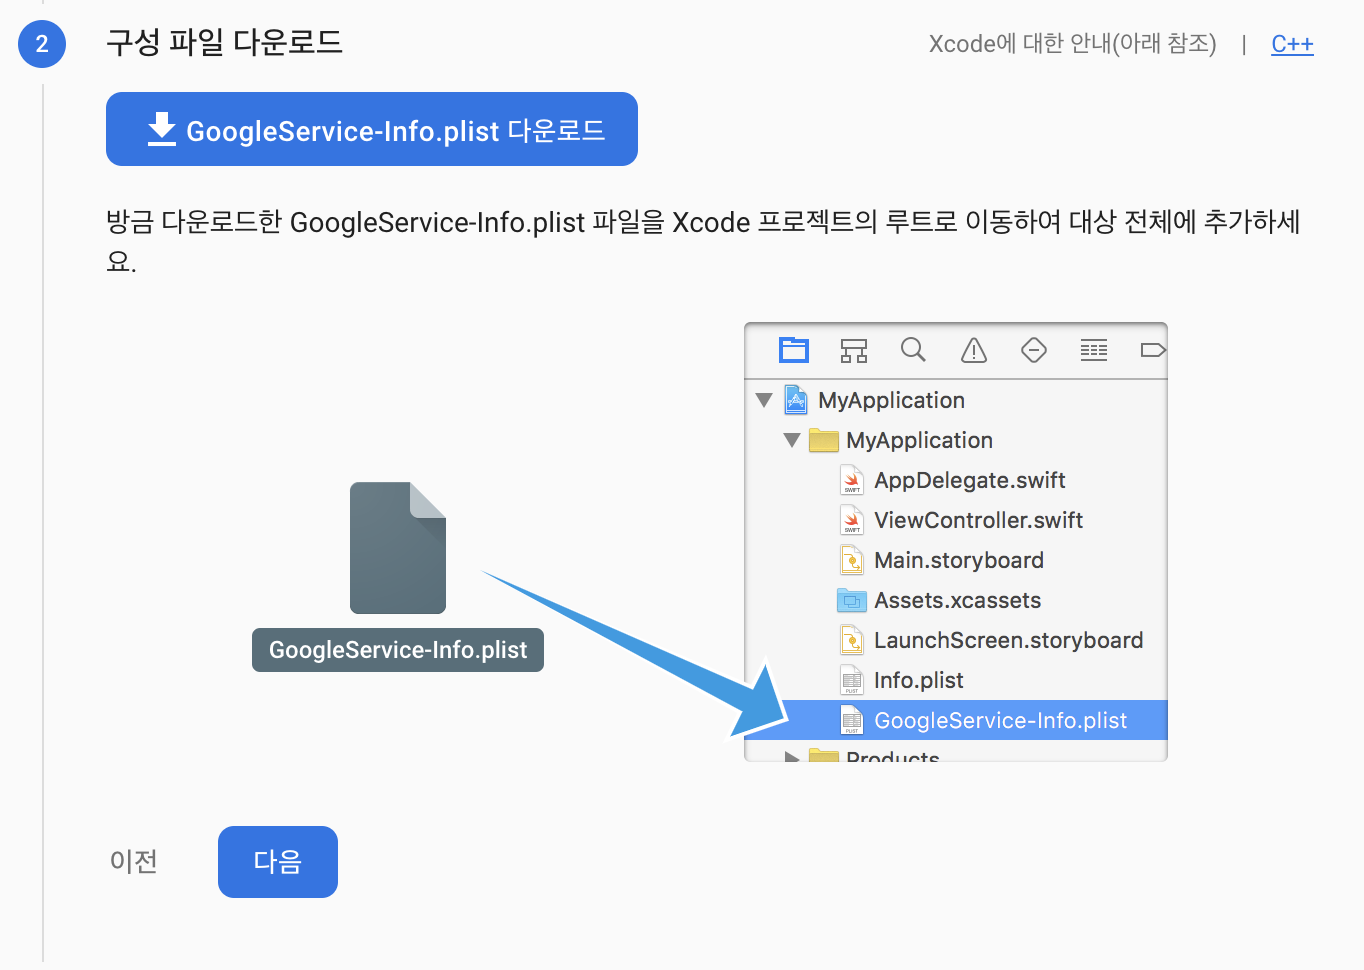 2
구성 파일 다운로드
Xcode에 대한 안내(아래 참조) | C++
GoogleService-Info.plist 다운로드
방금 다운로드한 GoogleService-Info.plist 파일을 Xcode 프로젝트의 루트로 이동하여 대상 전체에 추가하세
요.
GoogleService-Info.plist
MyApplication
MyApplication
SWIFT AppDelegate.swift
SWIFT ViewController.swift
Main.storyboard
Assets.xcassets
LaunchScreen.storyboard
PLIST Info.plist
PLIST GoogleService-Info.plist
Products
이전
다음